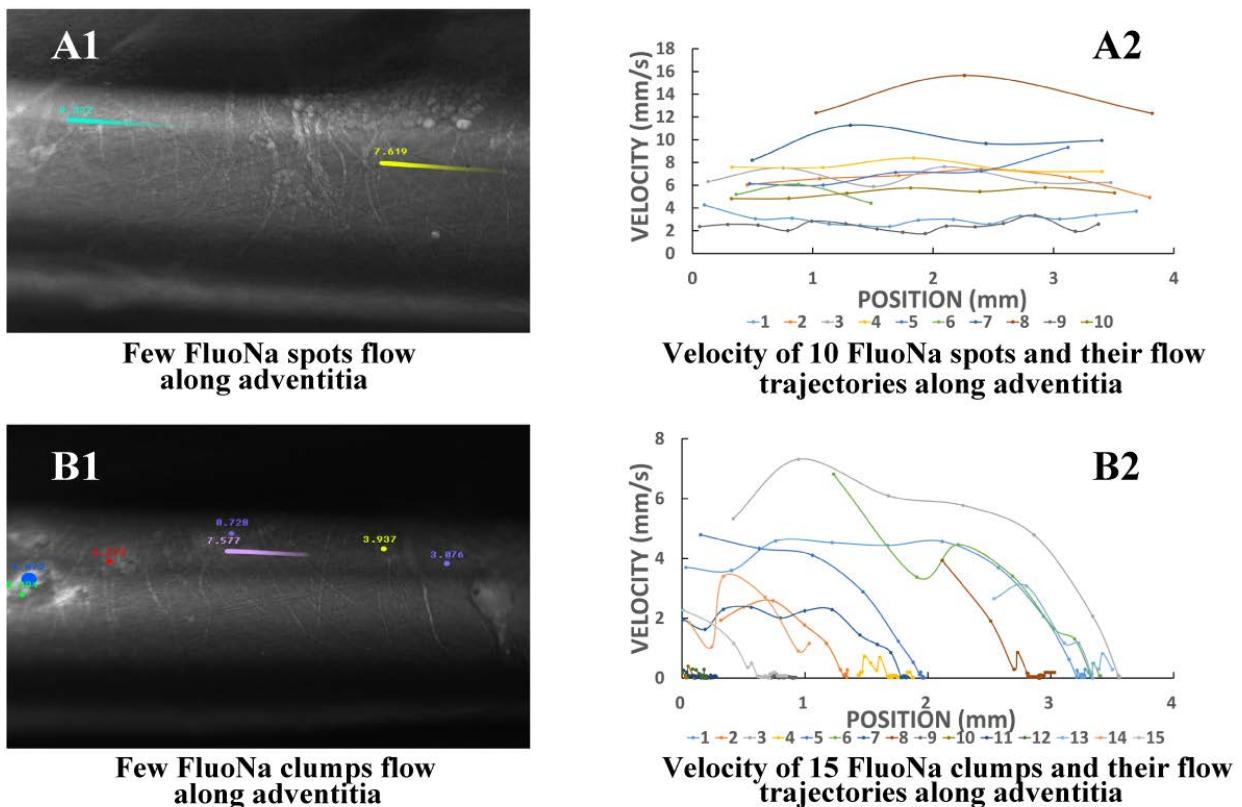 A1
7.619
Few FluoNa spots flow
along adventitia
A2
VELOCITY (mm/s)
18
16
14
12
10
8
6
4
2
0
0 1 2 3 4
POSITION (mm)
1 2 3 4 5 6 7 8 9 10
Velocity of 10 FluoNa spots and their flow
trajectories along adventitia
B1
7.577
3.937
3.076
Few FluoNa clumps flow
along adventitia
B2
VELOCITY (mm/s)
8
6
4
2
0
0 1 2 3 4
POSITION (mm)
1 2 3 4 5 6 7 8 9 10 11 12 13 14 15
Velocity of 15 FluoNa clumps and their flow
trajectories along adventitia